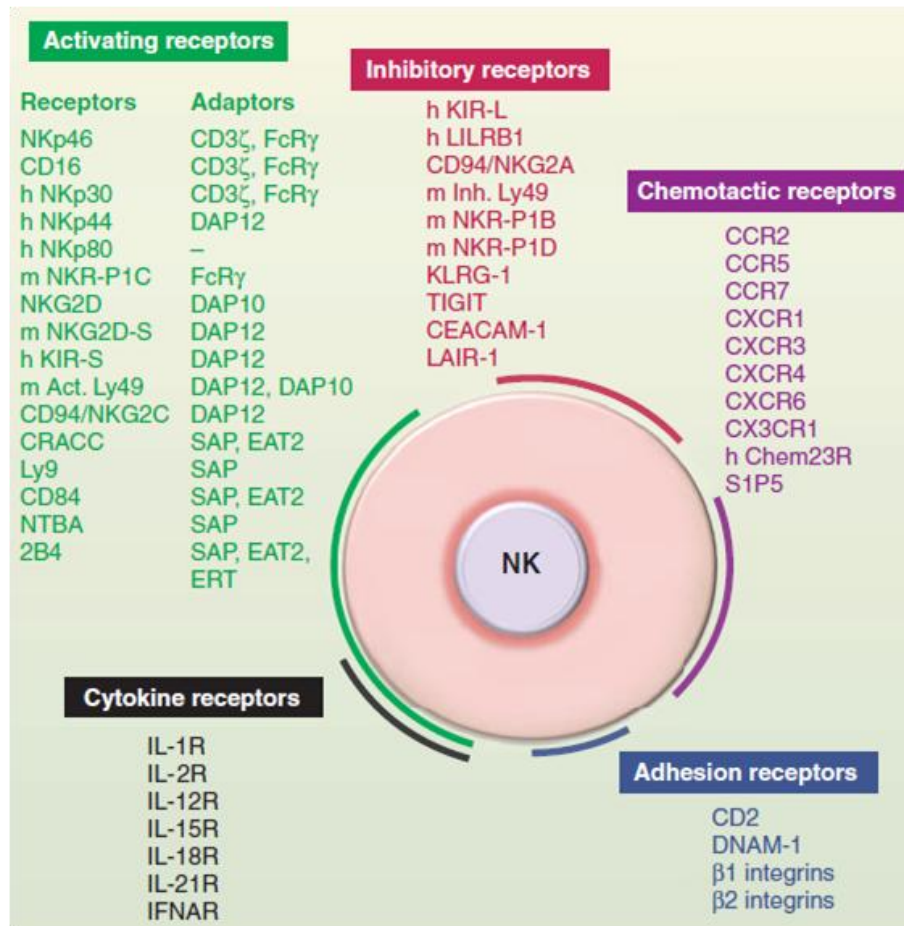 Activating receptors
Receptors Adaptors
NKp46 CD3ζ, FcRγ
CD16 CD3ζ, FcRγ
h NKp30 CD3ζ, FcRγ
h NKp44 DAP12
h NKp80 –
m NKR-P1C FcRγ
NKG2D DAP10
m NKG2D-S DAP12
h KIR-S DAP12
m Act. Ly49 DAP12, DAP10
CD94/NKG2C DAP12
CRACC SAP, EAT2
Ly9 SAP
CD84 SAP, EAT2
NTBA SAP
2B4 SAP, EAT2,
ERT
Inhibitory receptors
h KIR-L
h LILRB1
CD94/NKG2A
m Inh. Ly49
m NKR-P1B
m NKR-P1D
KLRG-1
TIGIT
CEACAM-1
LAIR-1
Chemotactic receptors
CCR2
CCR5
CCR7
CXCR1
CXCR3
CXCR4
CXCR6
CX3CR1
h Chem23R
S1P5
NK
Cytokine receptors
IL-1R
IL-2R
IL-12R
IL-15R
IL-18R
IL-21R
IFNAR
Adhesion receptors
CD2
DNAM-1
β1 integrins
β2 integrins